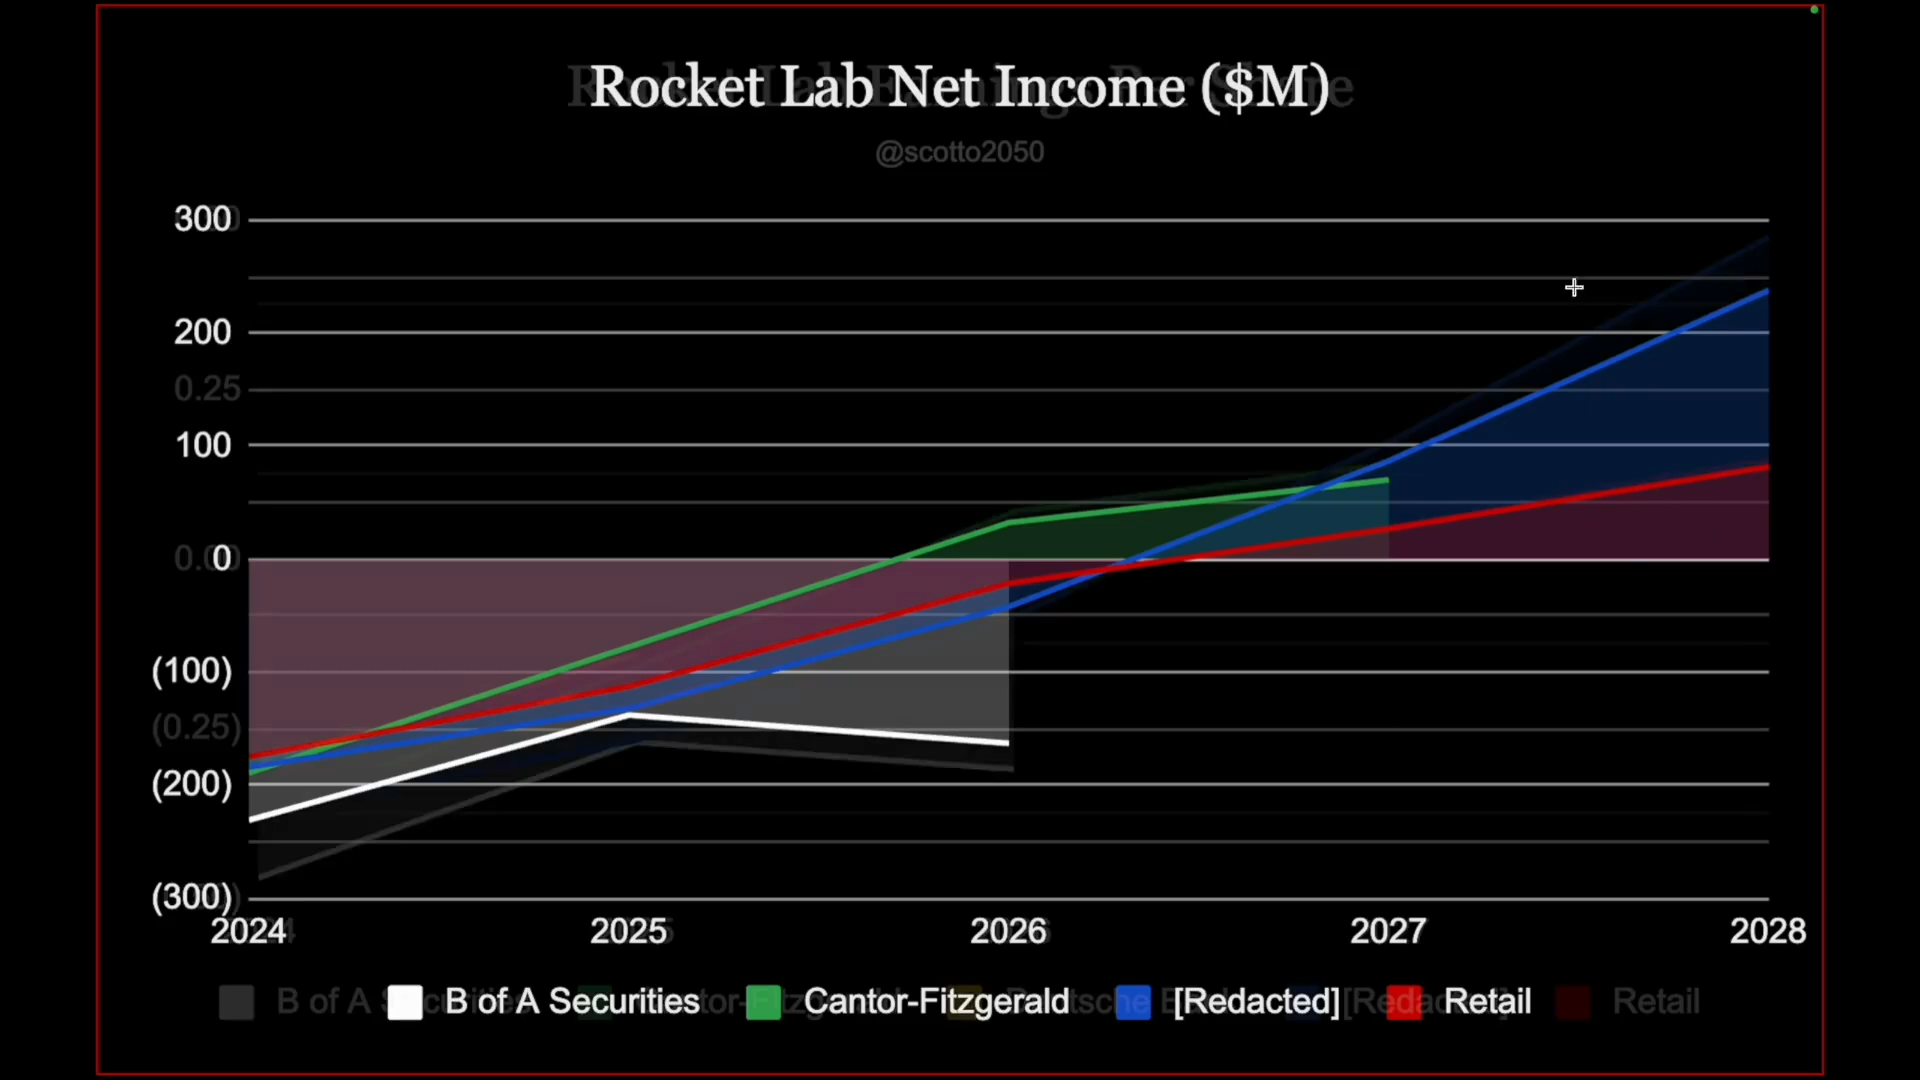 Rocket Lab Net Income ($M)
@scotto2050
300
200
0.25
100
0
(100)
(0.25)
(200)
(300)
2024 2025 2026 2027 2028
B of A Securities Cantor-Fitzgerald [Redacted] Retail Retail